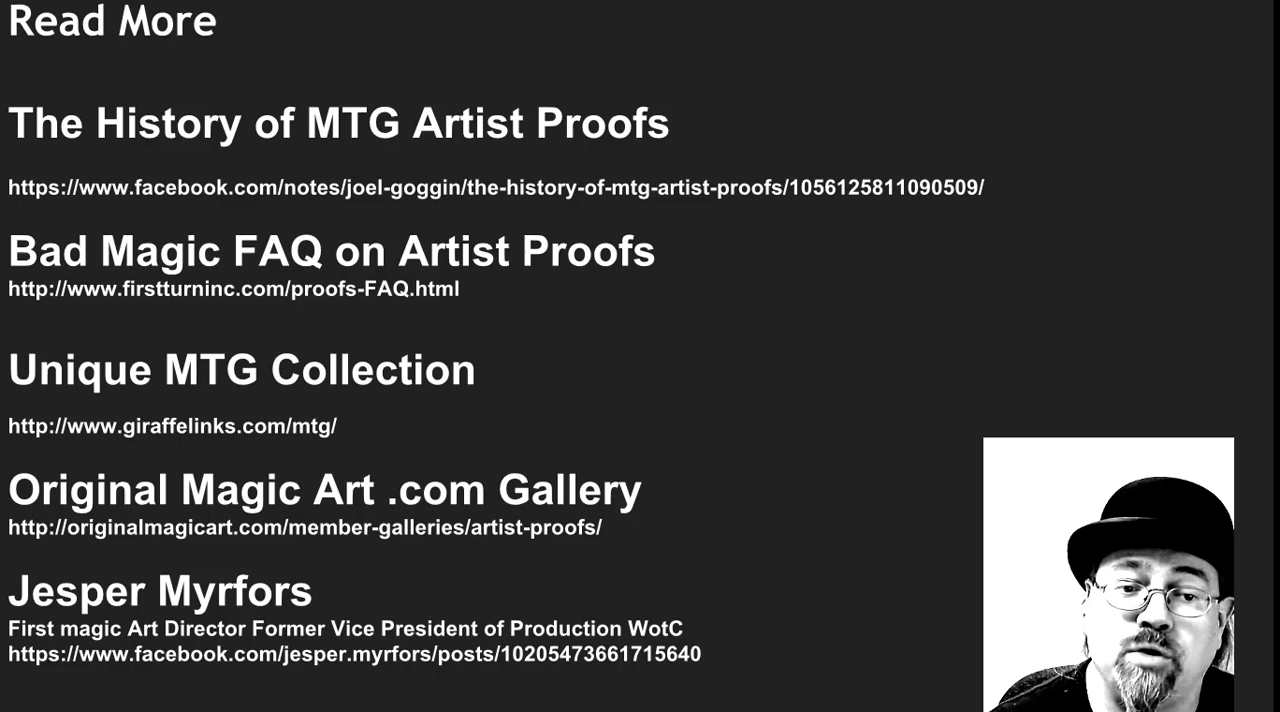 Read More
The History of MTG Artist Proofs
https://www.facebook.com/notes/joel-goggin/the-history-of-mtg-artist-proofs/1056125811090509/
Bad Magic FAQ on Artist Proofs
http://www.firstturninc.com/proofs-FAQ.html
Unique MTG Collection
http://www.giraffelinks.com/mtg/
Original Magic Art .com Gallery
http://originalmagicart.com/member-galleries/artist-proofs/
Jesper Myrfors
First magic Art Director Former Vice President of Production WotC
https://www.facebook.com/jesper.myrfors/posts/10205473661715640